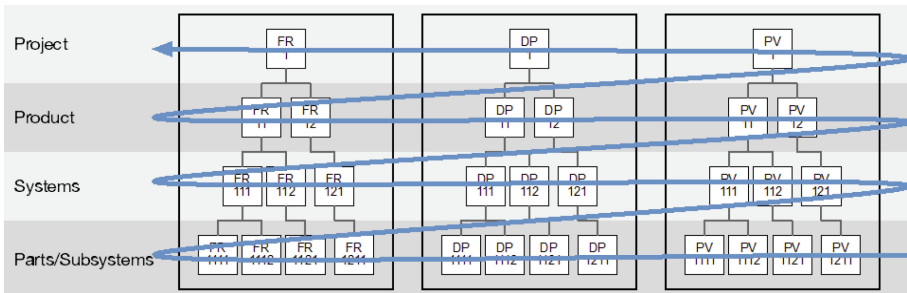 Project
FR
1
DP
1
PV
1
Product
FR
11
FR
12
DP
11
DP
12
PV
11
PV
12
Systems
FR
111
FR
112
FR
121
DP
111
DP
112
DP
121
PV
111
PV
112
PV
121
Parts/Subsystems
FR
1111
FR
1112
FR
1121
FR
1211
DP
1111
DP
1112
DP
1121
DP
1211
PV
1111
PV
1112
PV
1121
PV
1211